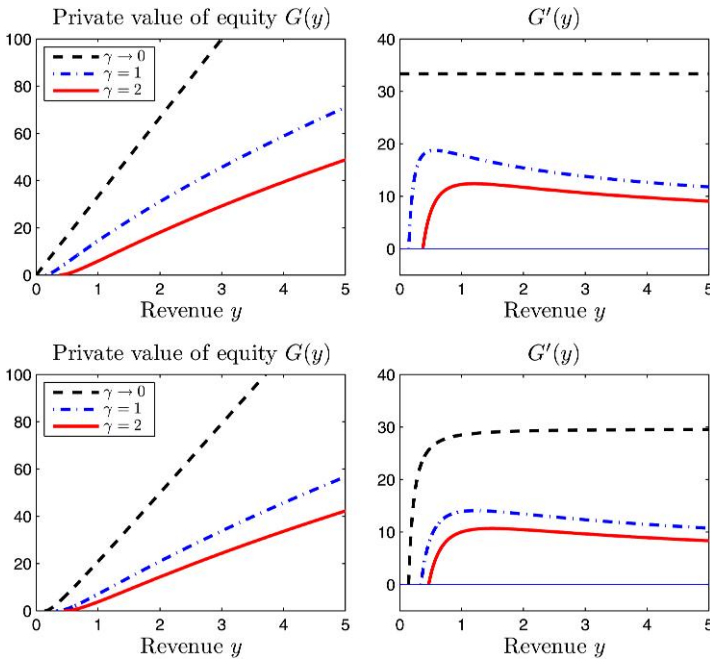 Private value of equity G(y)
G′(y)
100
80
60
40
20
0
γ → 0
γ = 1
γ = 2
0 1 2 3 4 5
Revenue y
40
30
20
10
0
0 1 2 3 4 5
Revenue y
Private value of equity G(y)
G′(y)
100
80
60
40
20
0
γ → 0
γ = 1
γ = 2
0 1 2 3 4 5
Revenue y
40
30
20
10
0
0 1 2 3 4 5
Revenue y